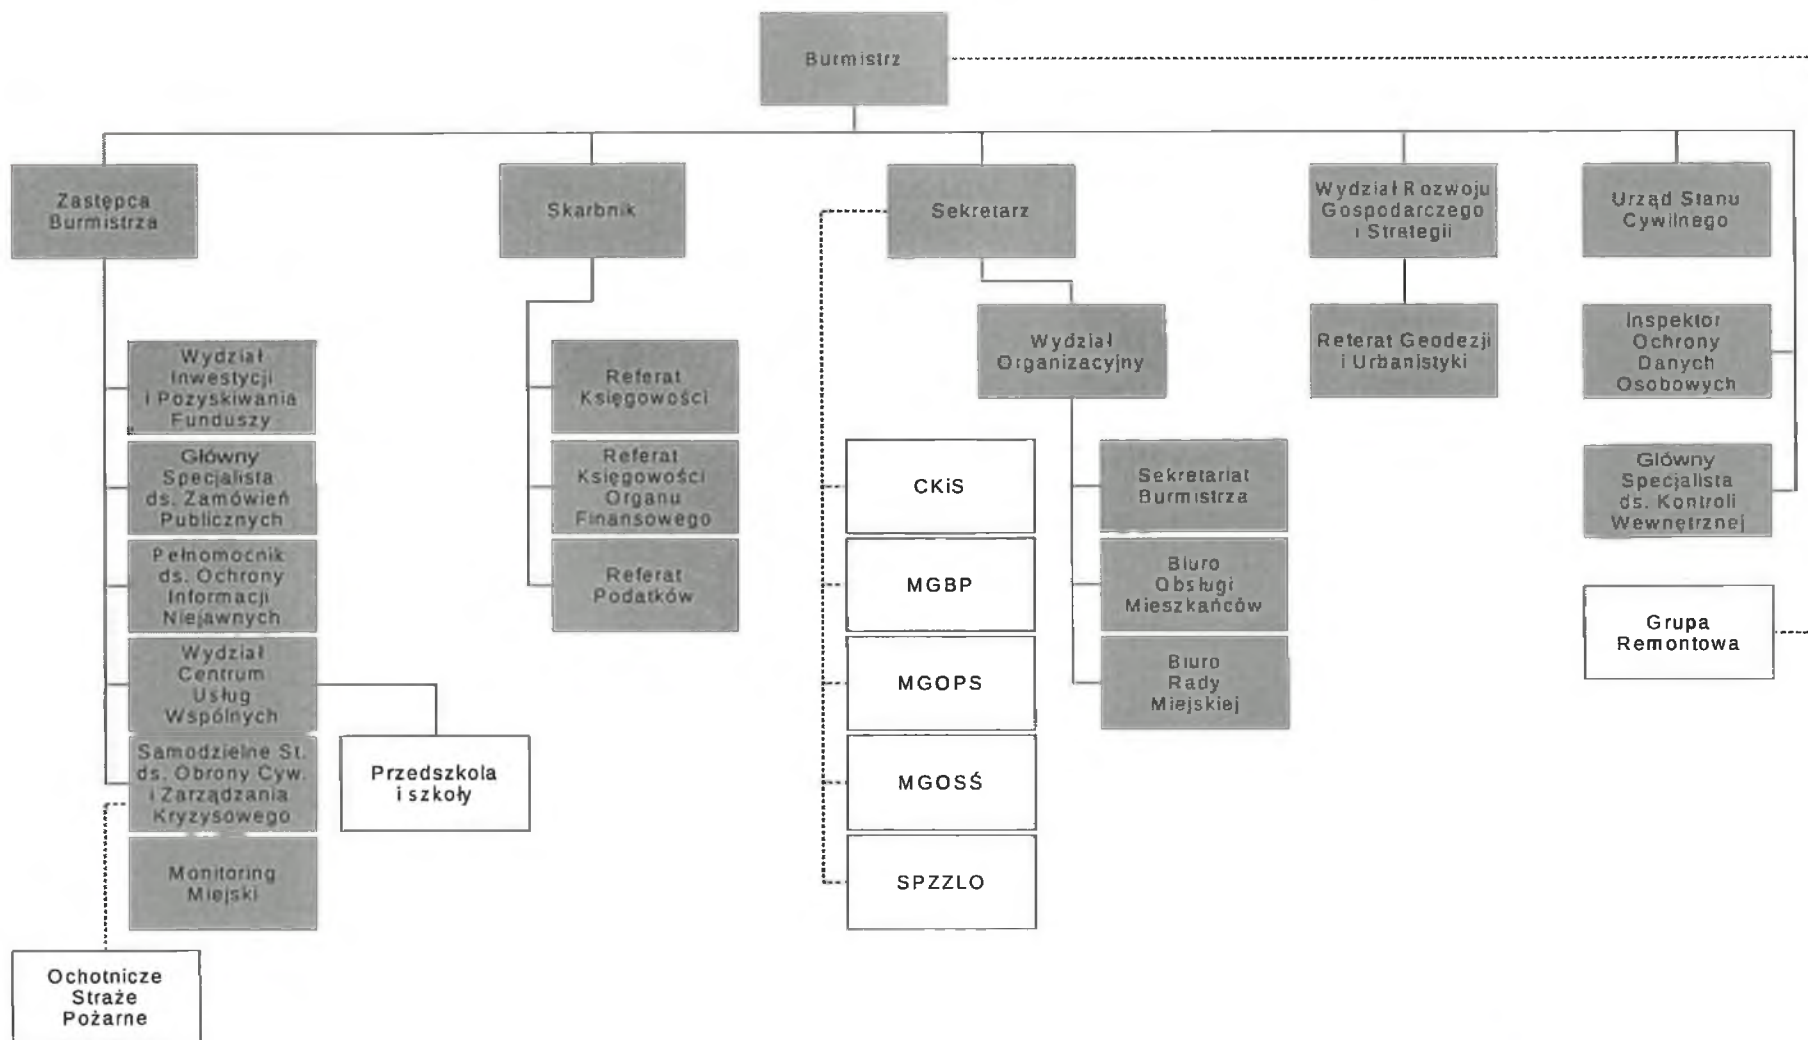 Burmistrz
Zastępca
Burmistrza
Skarbnik
Sekretarz
Wydział Rozwoju
Gospodarczego
i Strategii
Urząd Stanu
Cywilnego
Wydział
Inwestycji
i Pozyskiwania
Funduszy
Główny
Specjalista
ds. Zamówień
Publicznych
Pełnomocnik
ds. Ochrony
Informacji
Niejawnych
Wydział
Centrum
Usług
Wspólnych
Samodzielne St.
ds. Obrony Cyw.
i Zarządzania
Kryzysowego
Monitoring
Miejski
Ochotnicze
Straże
Pożarne
Przedszkola
i szkoły
Referat
Księgowości
Referat
Księgowości
Organu
Finansowego
Referat
Podatków
Wydział
Organizacyjny
CKiS
MGBP
MGOPS
MGOSŚ
SPZZLO
Sekretariat
Burmistrza
Biuro
Obsługi
Mieszkańców
Biuro
Rady
Miejskiej
Referat Geodezji
i Urbanistyki
Inspektor
Ochrony
Danych
Osobowych
Główny
Specjalista
ds. Kontroli
Wewnętrznej
Grupa
Remontowa